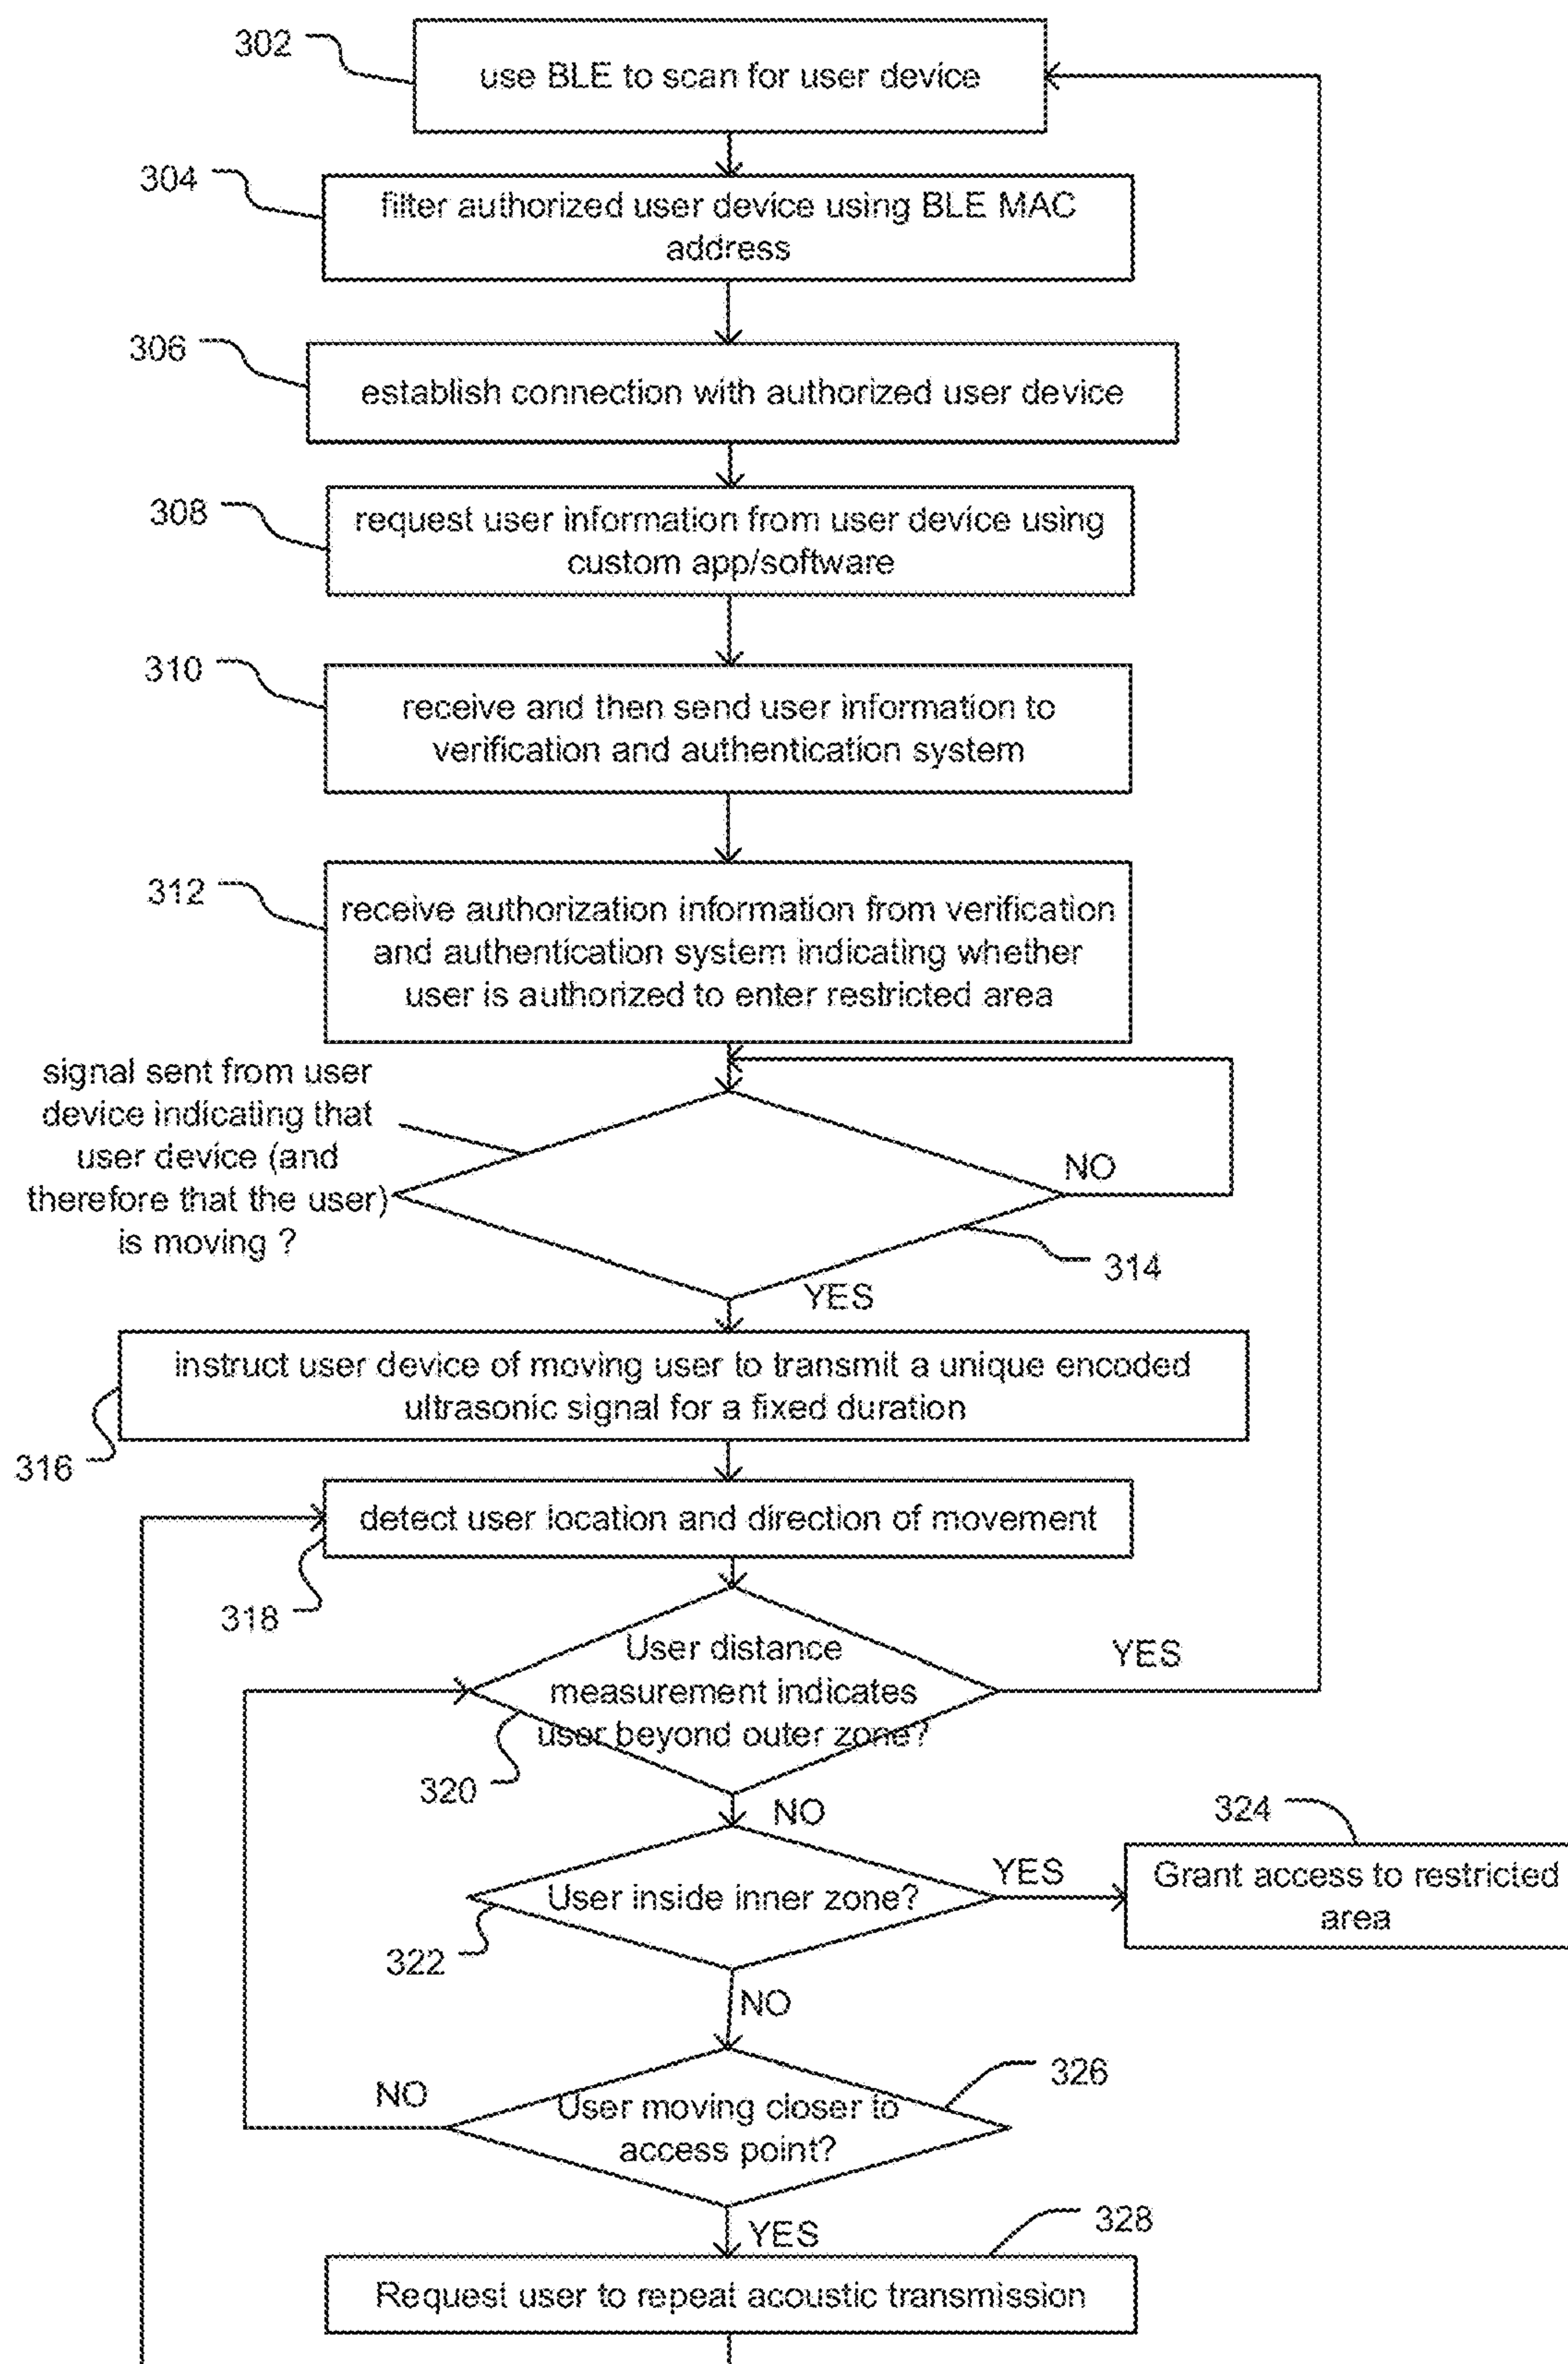 302
use BLE to scan for user device
304
filter authorized user device using BLE MAC
address
306
establish connection with authorized user device
308
request user information from user device using
custom app/software
310
receive and then send user information to
verification and authentication system
312
receive authorization information from verification
and authentication system indicating whether
user is authorized to enter restricted area
signal sent from user
device indicating that
user device (and
therefore that the user)
is moving ?
NO
314
YES
instruct user device of moving user to transmit a unique encoded
ultrasonic signal for a fixed duration
316
detect user location and direction of movement
318
User distance
measurement indicates
user beyond outer zone?
YES
320
NO
324
Grant access to restricted
area
User inside inner zone?
YES
322
NO
326
User moving closer to
access point?
NO
YES
328
Request user to repeat acoustic transmission